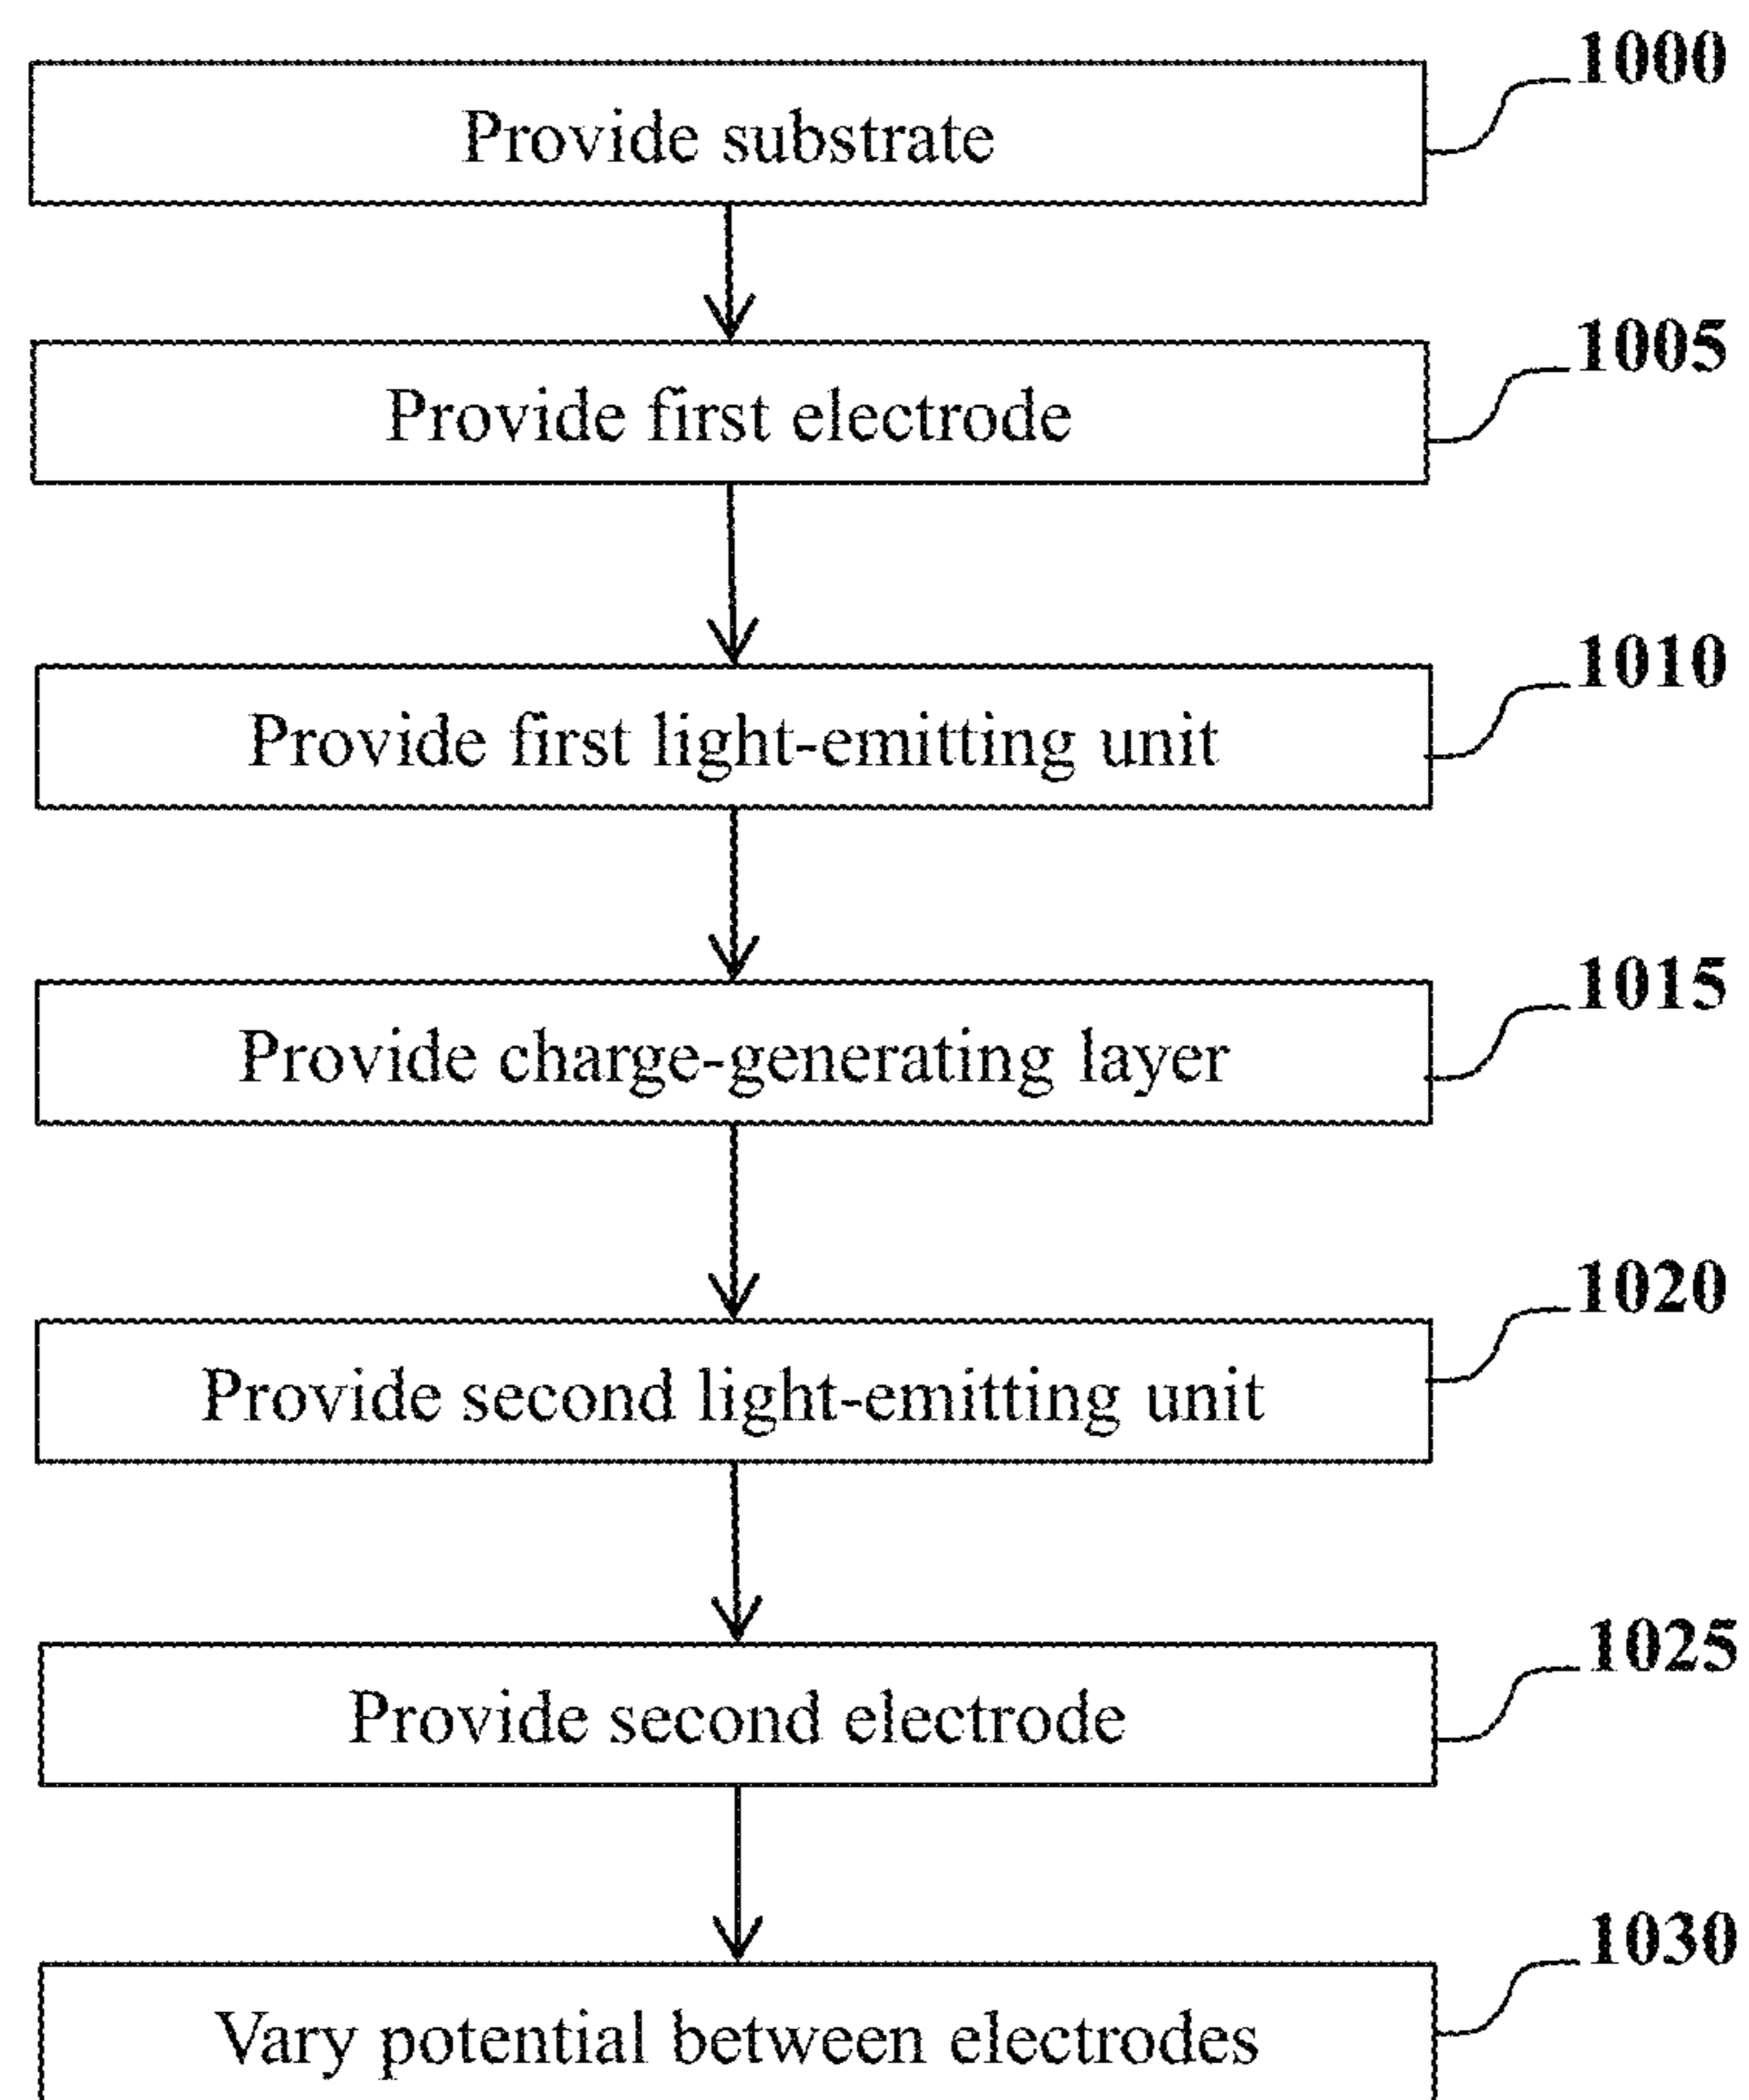 1000
Provide substrate
1005
Provide first electrode
1010
Provide first light-emitting unit
1015
Provide charge-generating layer
1020
Provide second light-emitting unit
1025
Provide second electrode
1030
Vary potential between electrodes